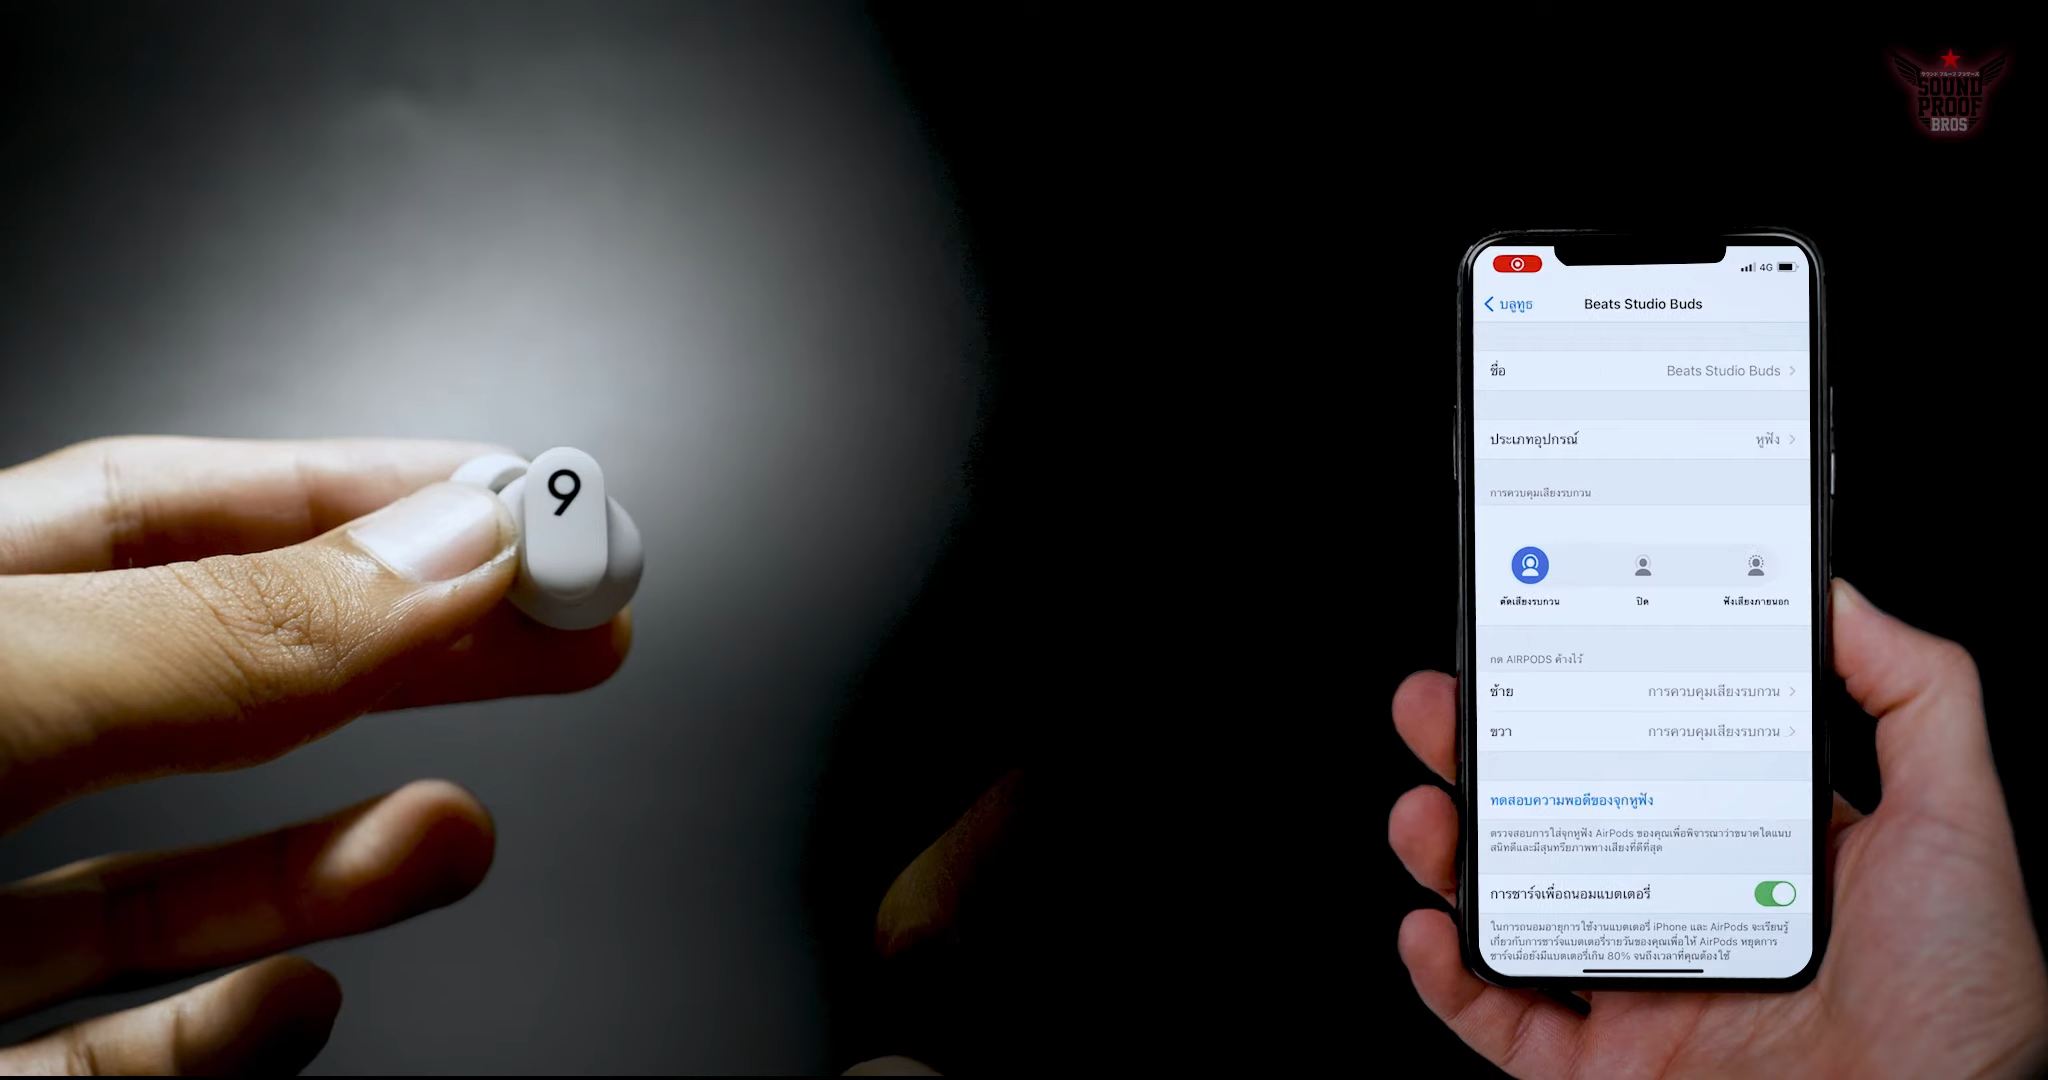 サウンド プルーフ ブラザーズ
SOUND
PROOF
BROS
4G
บลูทูธ
Beats Studio Buds
ชื่อ
Beats Studio Buds
ประเภทอุปกรณ์
หูฟัง
การควบคุมเสียงรบกวน
ตัดเสียงรบกวน
ปิด
ฟังเสียงภายนอก
กด AIRPODS ค้างไว้
ซ้าย
การควบคุมเสียงรบกวน
ขวา
การควบคุมเสียงรบกวน
ทดสอบความพอดีของจุกหูฟัง
ตรวจสอบการใส่จุกหูฟัง AirPods ของคุณเพื่อพิจารณาว่าขนาดใดแนบ
สนิทดีและมีสุนทรียภาพทางเสียงที่ดีที่สุด
การชาร์จเพื่อถนอมแบตเตอรี่
ในการถนอมอายุการใช้งานแบตเตอรี่ iPhone และ AirPods จะเรียนรู้
เกี่ยวกับการชาร์จแบตเตอรี่รายวันของคุณเพื่อให้ AirPods หยุดการ
ชาร์จเมื่อยังมีแบตเตอรี่เกิน 80% จนถึงเวลาที่คุณต้องใช้